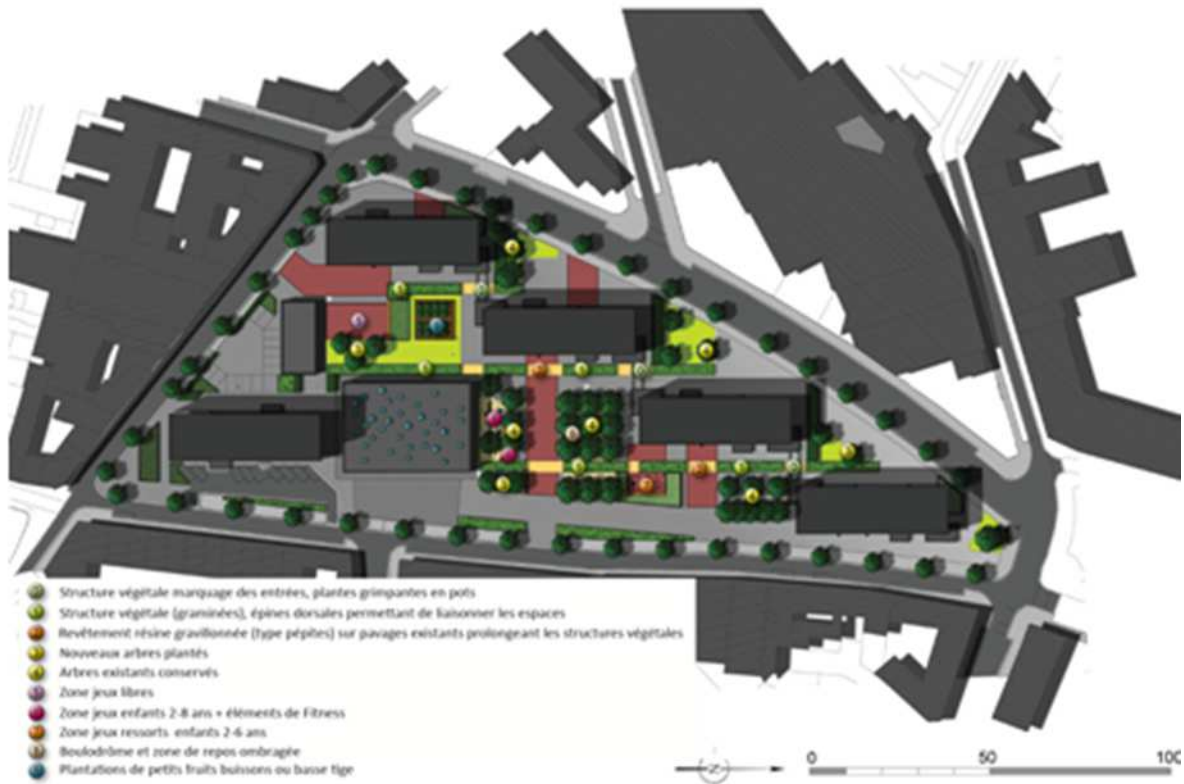 Structure végétale marquage des entrées, plantes grimpantes en pots
Structure végétale (graminées), épines dorsales permettant de liaisonner les espaces
Revêtement résine gravillonnée (type pépites) sur pavages existants prolongeant les structures végétales
Nouveaux arbres plantés
Arbres existants conservés
Zone jeux libres
Zone jeux enfants 2-8 ans + éléments de Fitness
Zone jeux ressorts enfants 2-6 ans
Boulodrôme et zone de repos ombragée
Plantations de petits fruits buissons ou basse tige
N
0 50 100